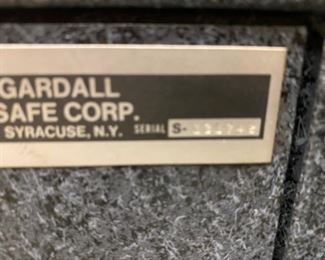 GARDALL
SAFE CORP.
SYRACUSE, N.Y. SERIAL S-